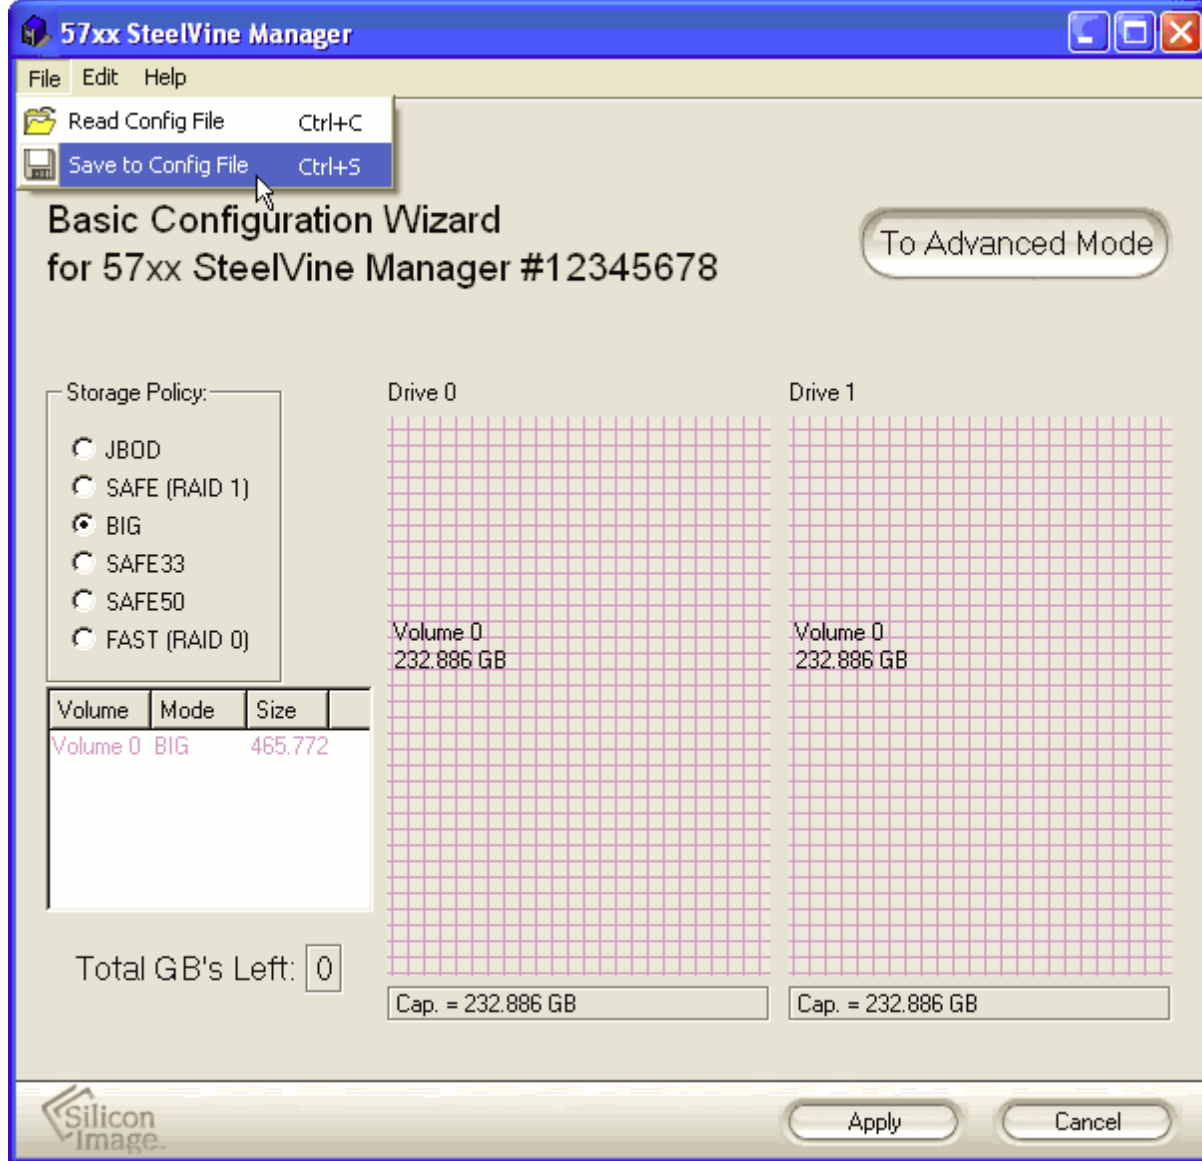 57xx SteelVine Manager
File Edit Help
Read Config File Ctrl+C
Save to Config File Ctrl+S
Basic Configuration Wizard
for 57xx SteelVine Manager #12345678
To Advanced Mode
Storage Policy:
JBOD
SAFE (RAID 1)
BIG
SAFE33
SAFE50
FAST (RAID 0)
Volume Mode Size
Volume 0 BIG 465.772
Total GB's Left: 0
Drive 0
Volume 0
232.886 GB
Cap. = 232.886 GB
Drive 1
Volume 0
232.886 GB
Cap. = 232.886 GB
Silicon
Image
Apply Cancel